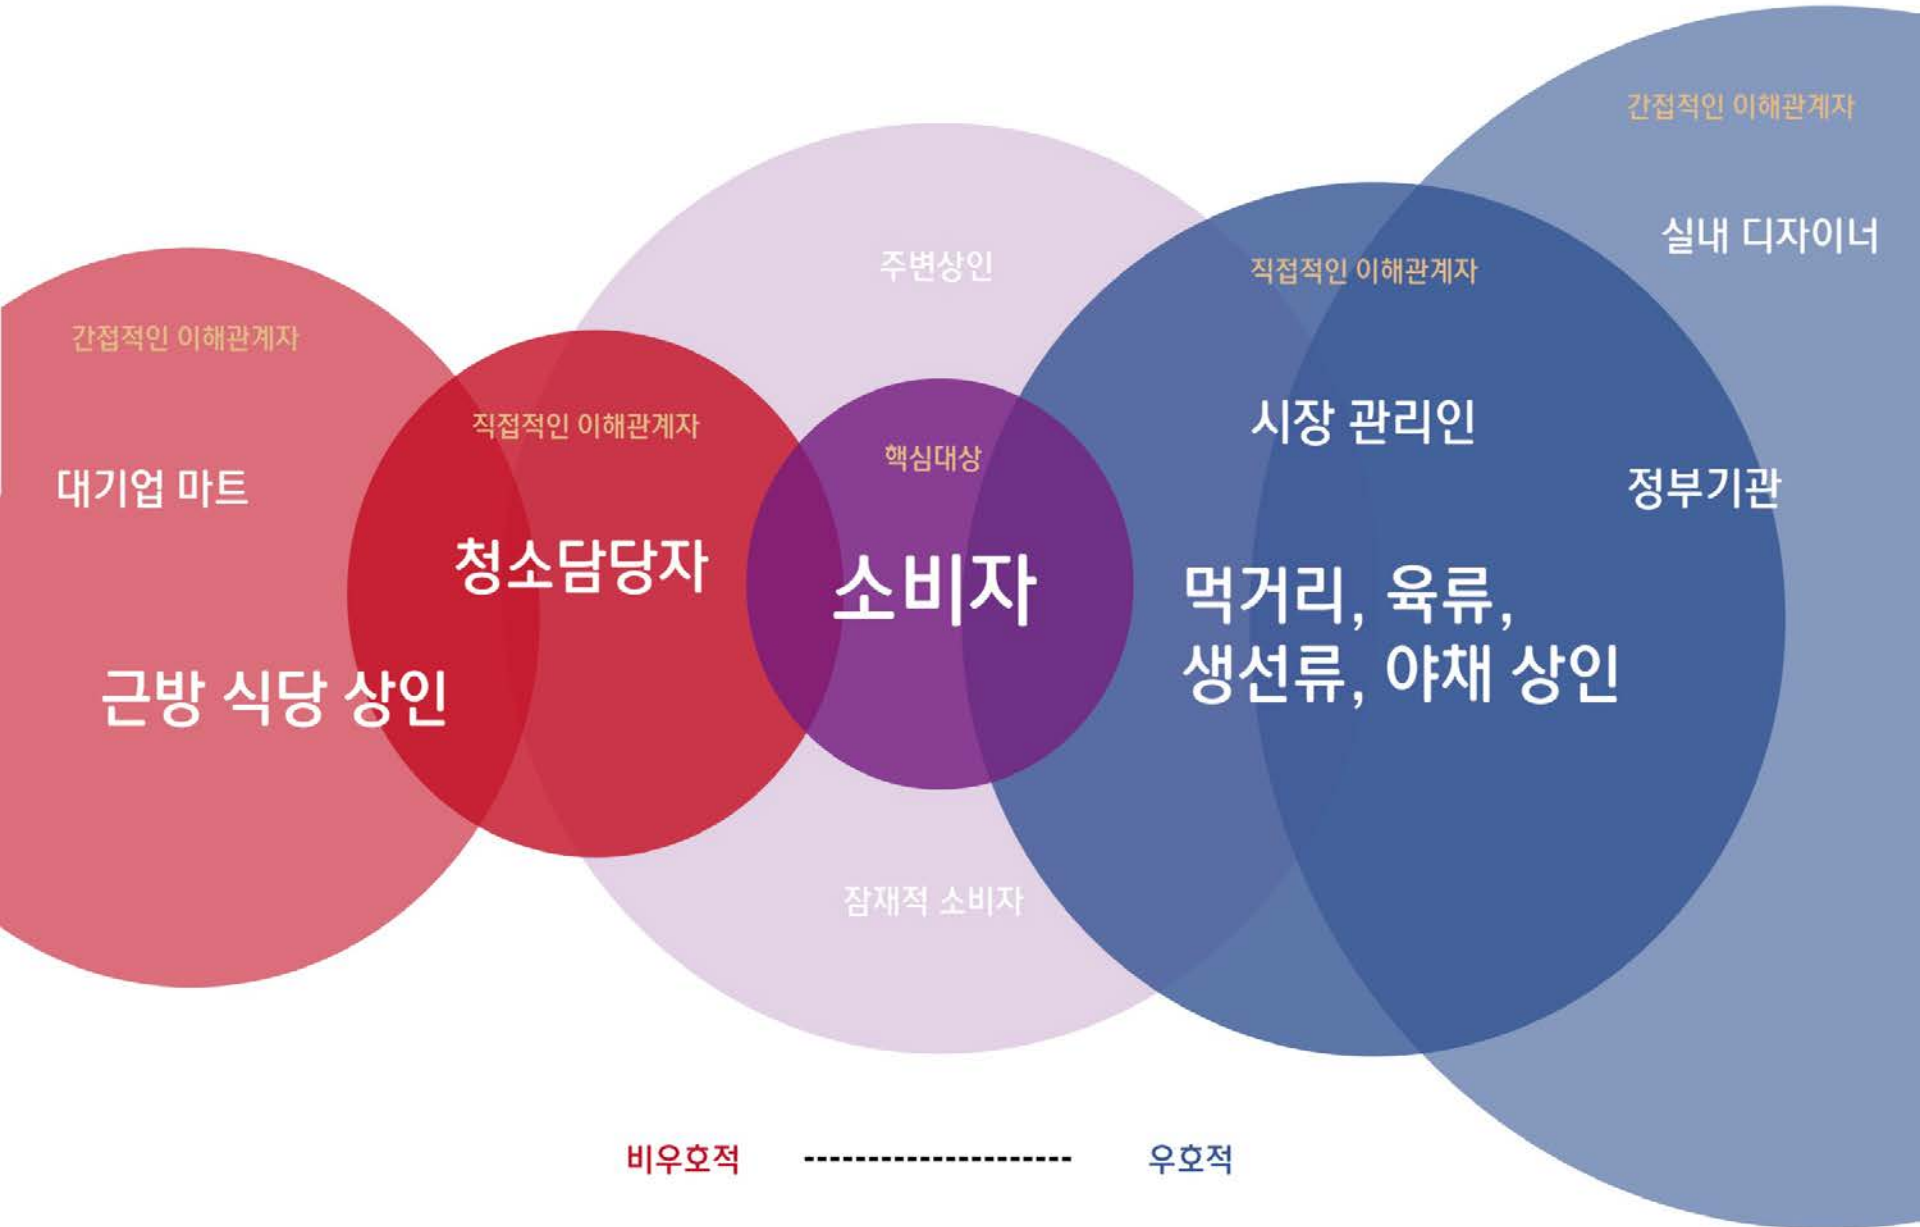 간접적인 이해관계자
대기업 마트
근방 식당 상인
직접적인 이해관계자
청소담당자
주변상인
핵심대상
소비자
잠재적 소비자
직접적인 이해관계자
시장 관리인
먹거리, 육류,
생선류, 야채 상인
간접적인 이해관계자
실내 디자이너
정부기관
비우호적 --------------------- 우호적